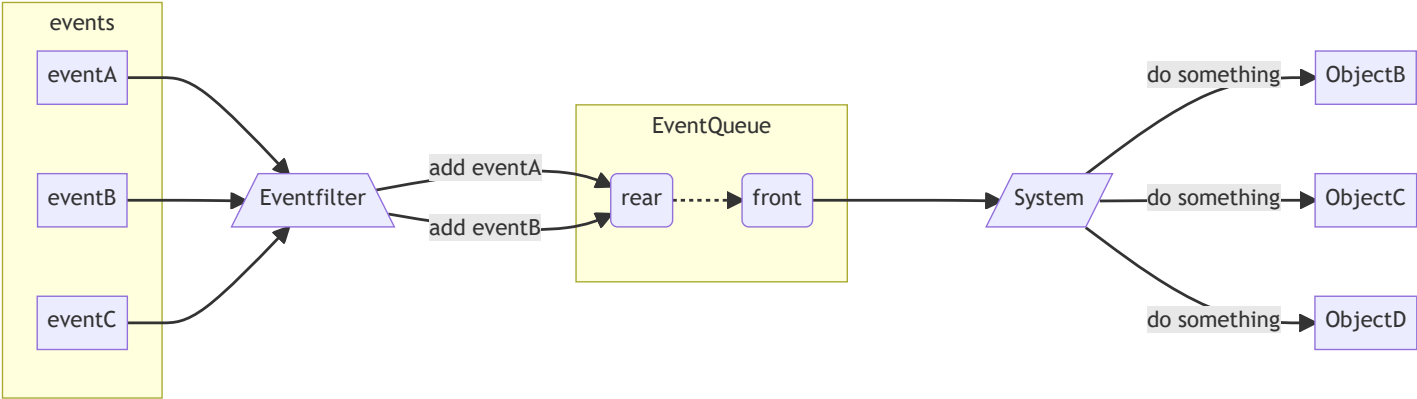 events
eventA
eventB
eventC
Eventfilter
add eventA
add eventB
EventQueue
rear
front
System
do something
do something
do something
ObjectB
ObjectC
ObjectD